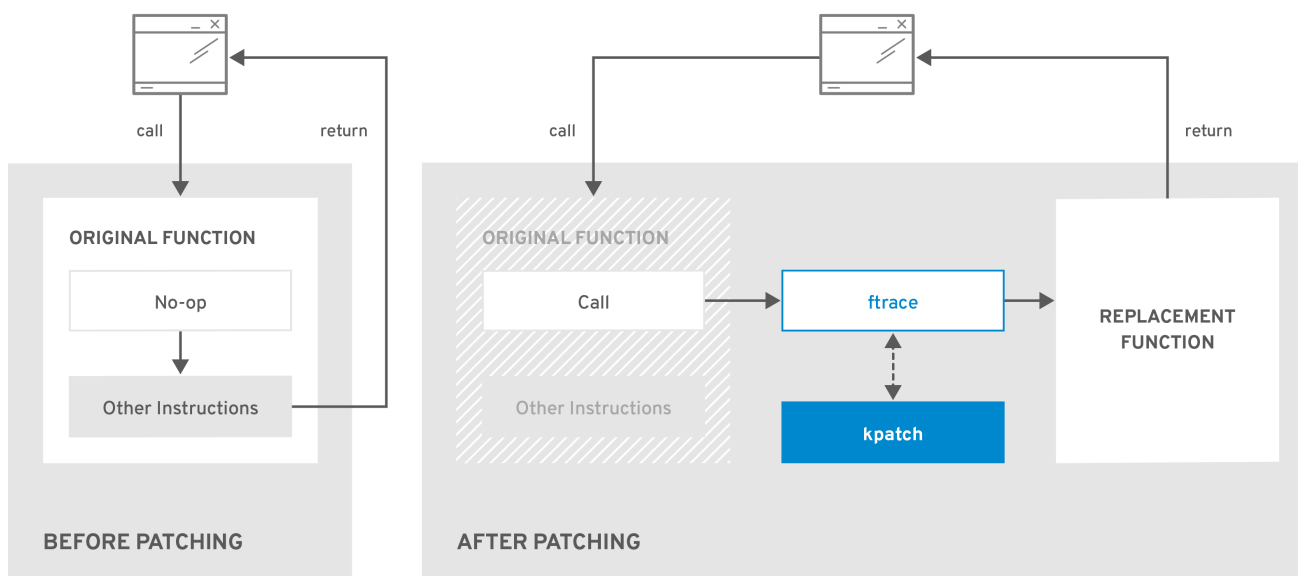 call
return
ORIGINAL FUNCTION
No-op
Other Instructions
BEFORE PATCHING
call
return
ORIGINAL FUNCTION
Call
Other Instructions
ftrace
kpatch
REPLACEMENT
FUNCTION
AFTER PATCHING